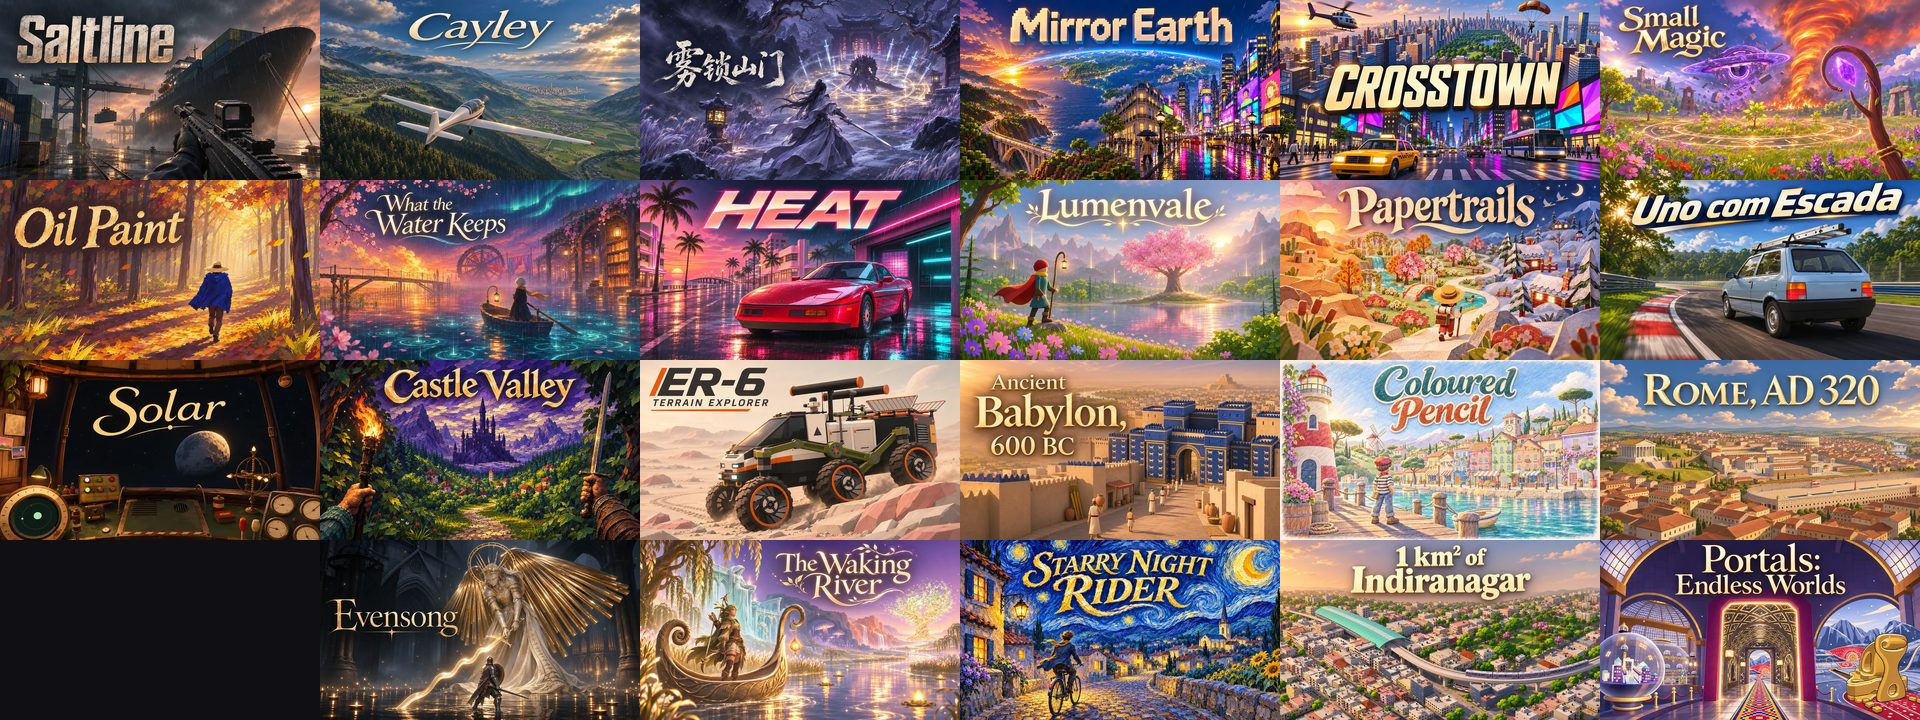 Saltline
Cayley
雾锁山门
Mirror Earth
CROSSTOWN
Small
Magic
Oil Paint
What the
Water Keeps
HEAT
Lumenvale
Papertrails
Uno com Escada
Solar
Castle Valley
ER-6
TERRAIN EXPLORER
Ancient
Babylon,
600 BC
Coloured
Pencil
ROME, AD 320
Evensong
The Waking
River
STARRY NIGHT
RIDER
1 km² of
Indiranagar
Portals:
Endless Worlds